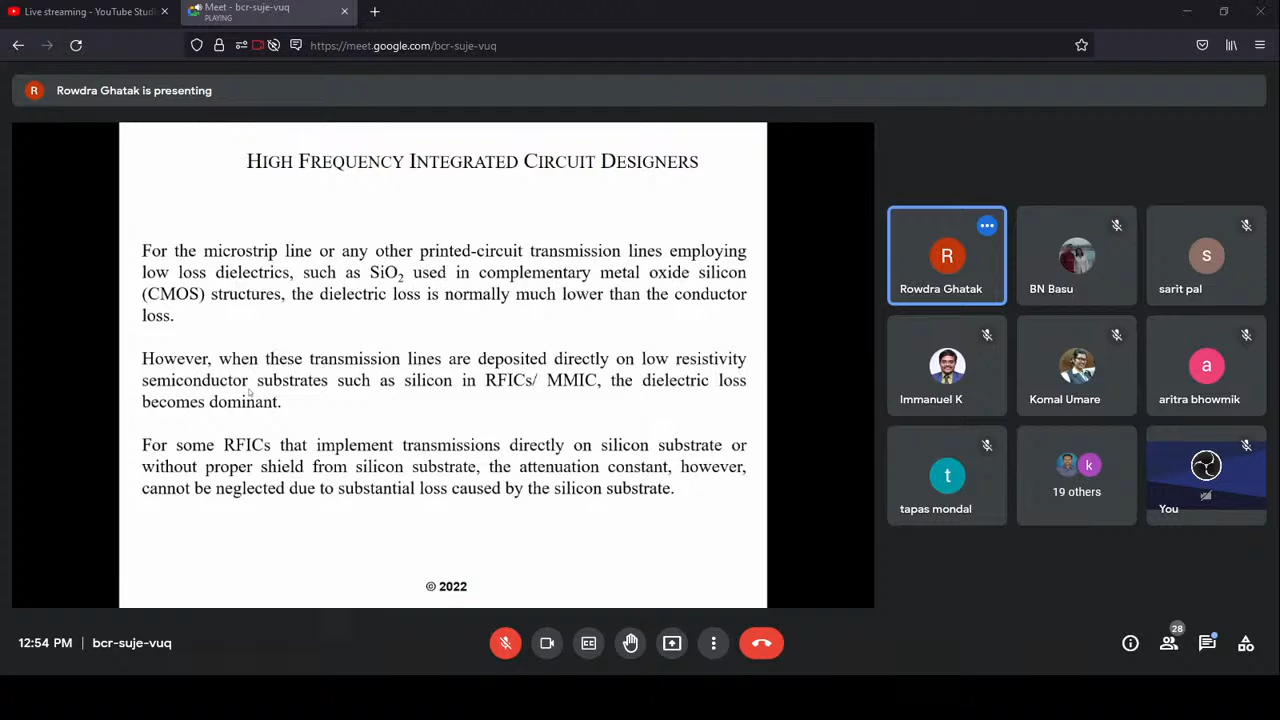 Live streaming - YouTube Stud
Meet - bcr-suje-vuq
PLAYING
https://meet.google.com/bcr-suje-vuq
R Rowdra Ghatak is presenting
HIGH FREQUENCY INTEGRATED CIRCUIT DESIGNERS
For the microstrip line or any other printed-circuit transmission lines employing
low loss dielectrics, such as SiO2 used in complementary metal oxide silicon
(CMOS) structures, the dielectric loss is normally much lower than the conductor
loss.
However, when these transmission lines are deposited directly on low resistivity
semiconductor substrates such as silicon in RFICs/ MMIC, the dielectric loss
becomes dominant.
For some RFICs that implement transmissions directly on silicon substrate or
without proper shield from silicon substrate, the attenuation constant, however,
cannot be neglected due to substantial loss caused by the silicon substrate.
© 2022
R
Rowdra Ghatak
BN Basu
s
sarit pal
Immanuel K
Komal Umare
a
aritra bhowmik
t
tapas mondal
k
19 others
You
12:54 PM | bcr-suje-vuq
28